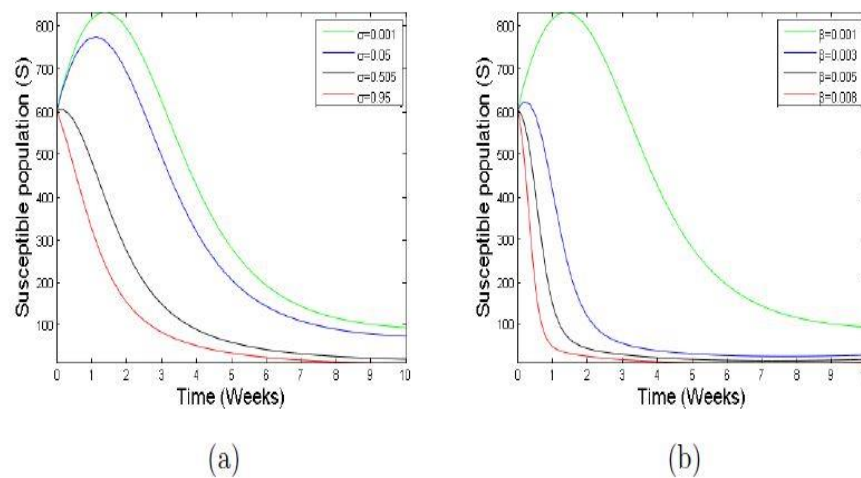 800
700
600
500
400
300
200
100
Susceptible population (S)
0 1 2 3 4 5 6 7 8 9 10
Time (Weeks)
σ=0.001
σ=0.05
σ=0.505
σ=0.95
(a)
800
700
600
500
400
300
200
100
Susceptible population (S)
0 1 2 3 4 5 6 7 8 9
Time (Weeks)
β=0.001
β=0.003
β=0.005
β=0.008
(b)